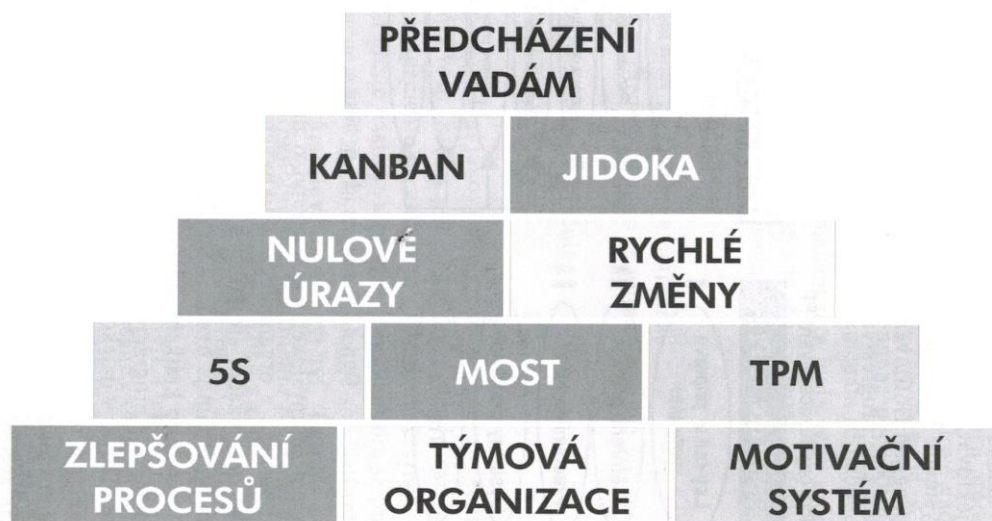 PŘEDCHÁZENÍ
VADÁM
KANBAN JIDOKA
NULOVÉ RYCHLÉ
ÚRAZY ZMĚNY
5S MOST TPM
ZLEPŠOVÁNÍ TÝMOVÁ MOTIVAČNÍ
PROCESŮ ORGANIZACE SYSTÉM